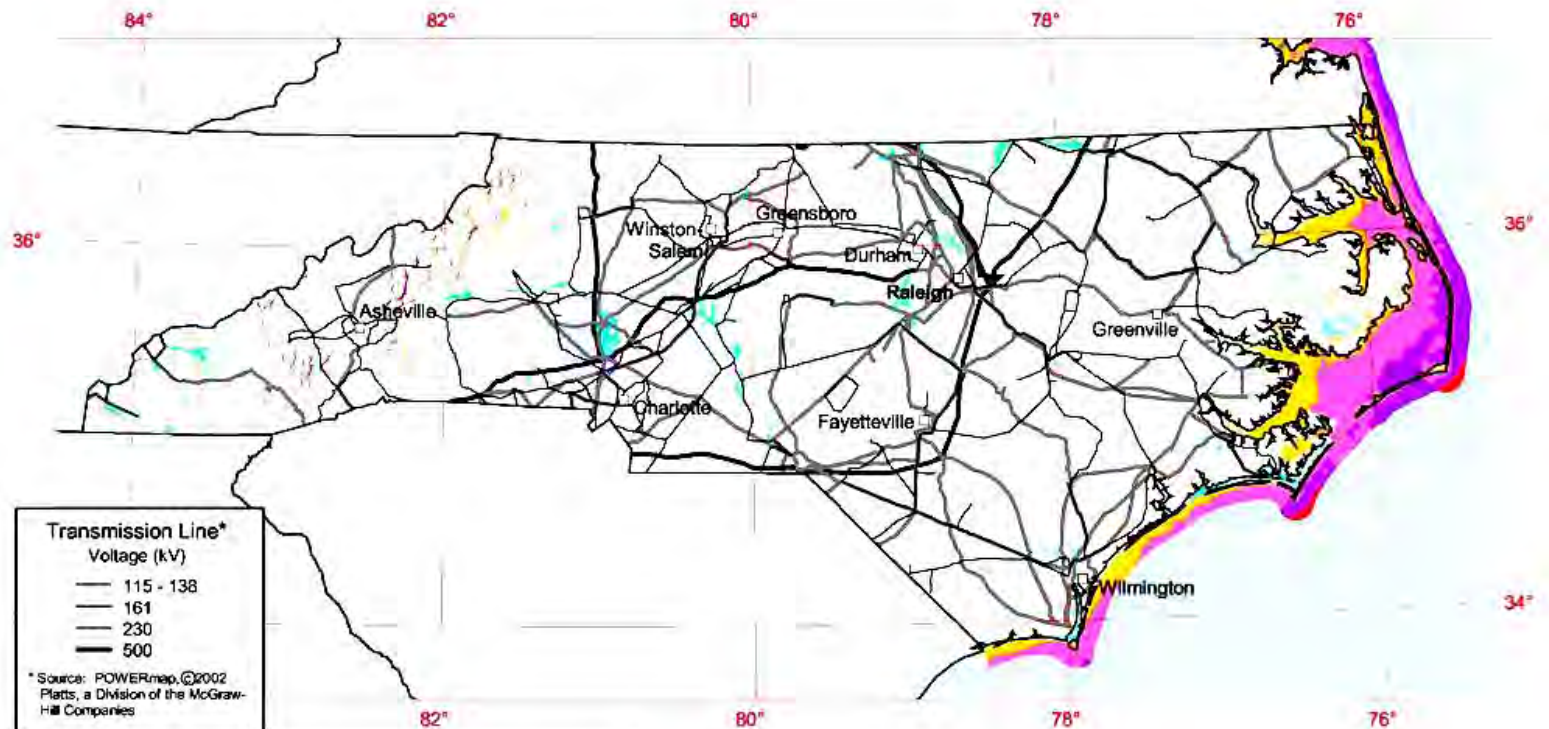 84°
82°
80°
78°
76°
36°
36°
Winston-
Salem
Greensboro
Durham
Raleigh
Asheville
Greenville
Charlotte
Fayetteville
Wilmington
34°
Transmission Line*
Voltage (kV)
115 - 138
161
230
500
* Source: POWERmap, ©2002
Platts, a Division of the McGraw-
Hill Companies
82°
80°
78°
76°